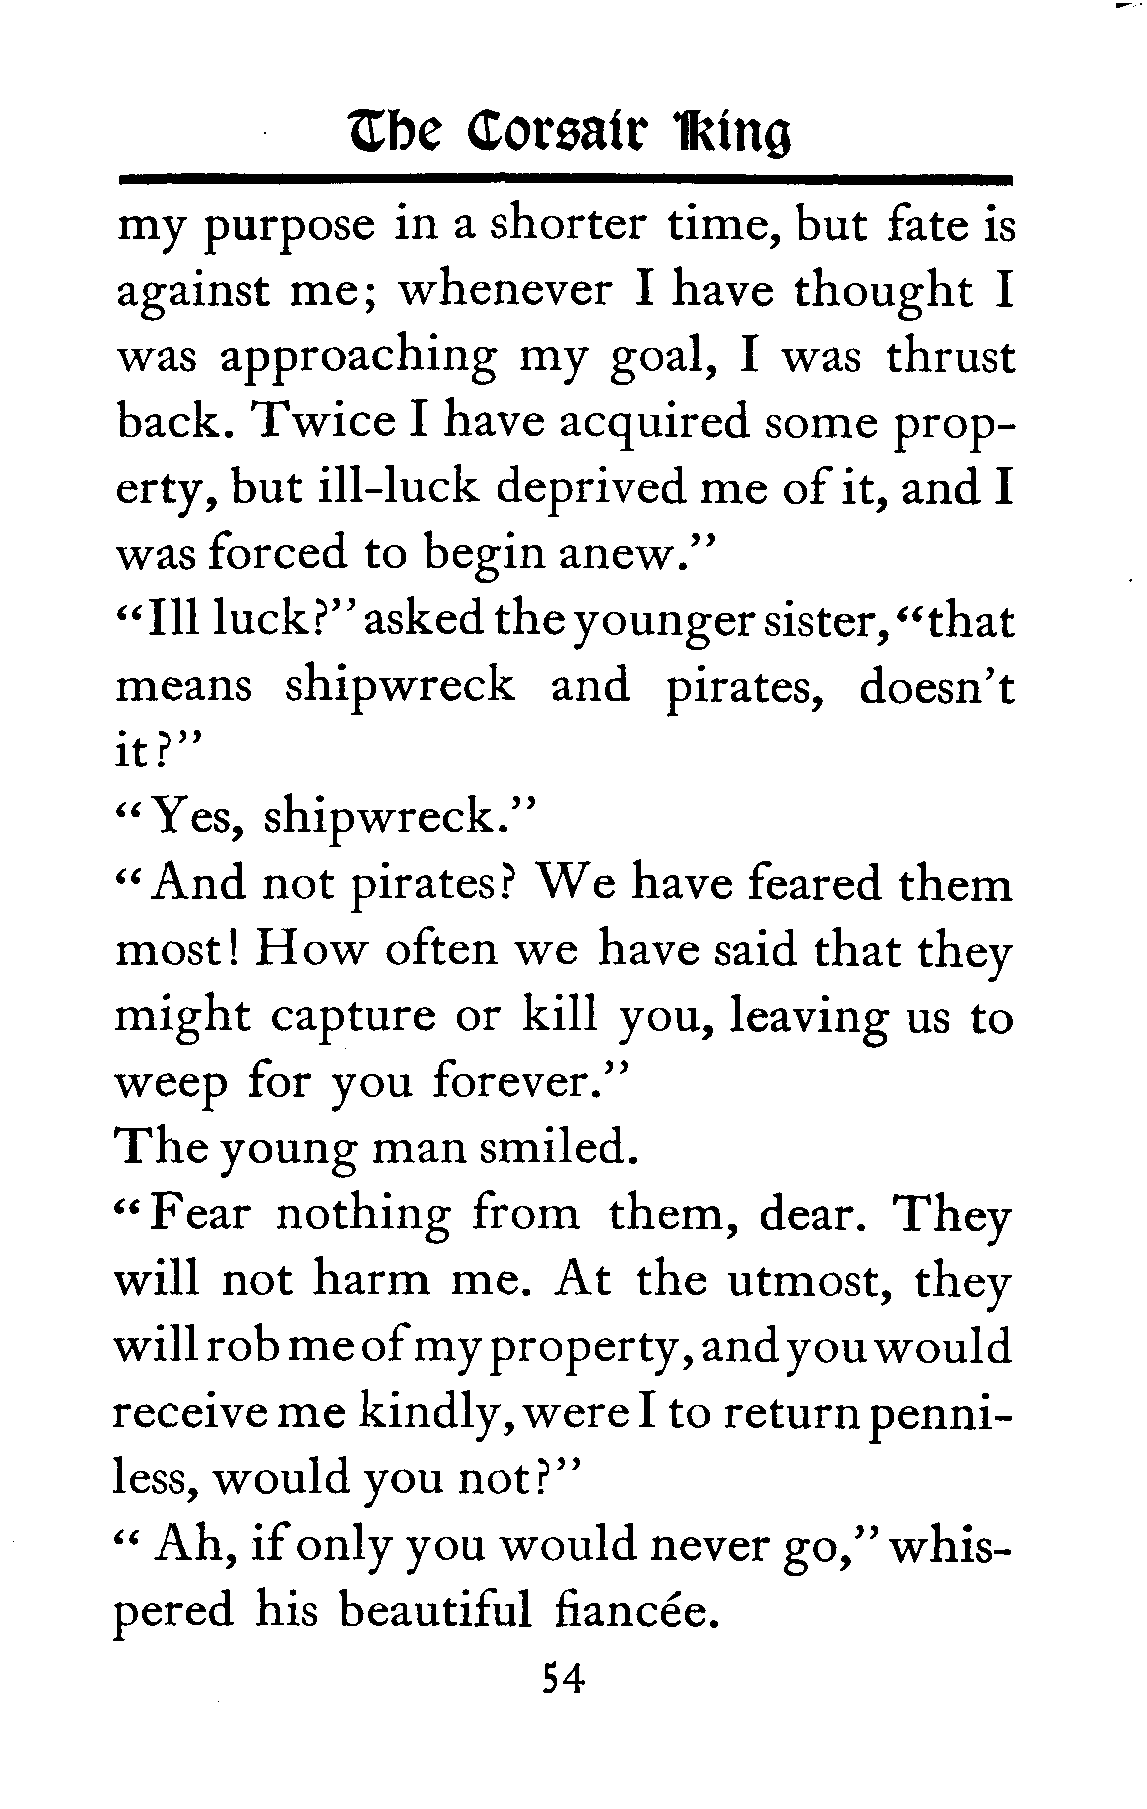 The Corsair King
my purpose in a shorter time, but fate is
against me; whenever I have thought I
was approaching my goal, I was thrust
back. Twice I have acquired some prop-
erty, but ill-luck deprived me of it, and I
was forced to begin anew.”
“Ill luck?” asked the younger sister, “that
means shipwreck and pirates, doesn’t
it?”
“Yes, shipwreck.”
“And not pirates? We have feared them
most! How often we have said that they
might capture or kill you, leaving us to
weep for you forever.”
The young man smiled.
“Fear nothing from them, dear. They
will not harm me. At the utmost, they
will rob me of my property, and you would
receive me kindly, were I to return penni-
less, would you not?”
“Ah, if only you would never go,” whis-
pered his beautiful fiancée.
54